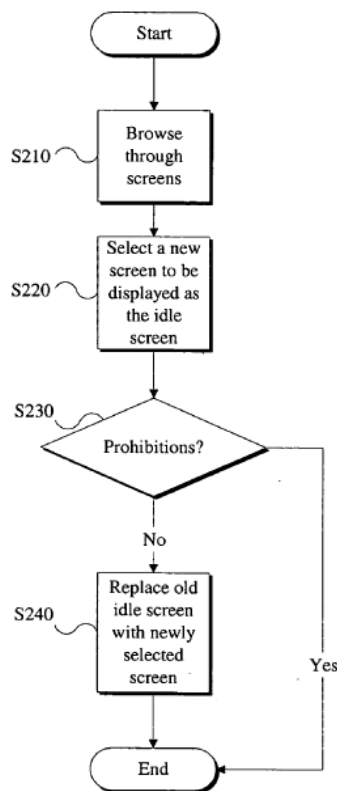 Start
S210
Browse
through
screens
S220
Select a new
screen to be
displayed as
the idle
screen
S230
Prohibitions?
No
S240
Replace old
idle screen
with newly
selected
screen
Yes
End